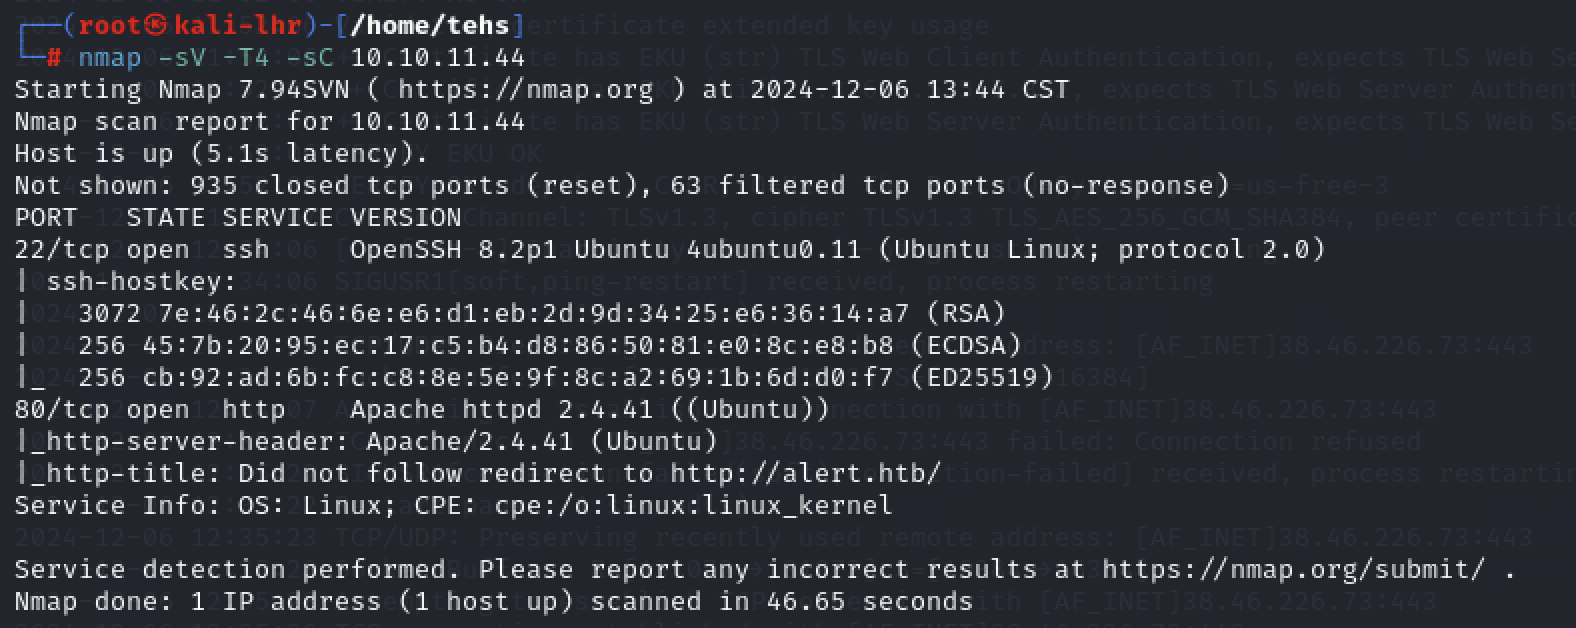 ┌──(root㉿kali-lhr)-[/home/tehs]
└─# nmap -sV -T4 -sC 10.10.11.44
Starting Nmap 7.94SVN ( https://nmap.org ) at 2024-12-06 13:44 CST
Nmap scan report for 10.10.11.44
Host is up (5.1s latency).
Not shown: 935 closed tcp ports (reset), 63 filtered tcp ports (no-response)
PORT   STATE SERVICE VERSION
22/tcp open  ssh     OpenSSH 8.2p1 Ubuntu 4ubuntu0.11 (Ubuntu Linux; protocol 2.0)
| ssh-hostkey:
|   3072 7e:46:2c:46:6e:e6:d1:eb:2d:9d:34:25:e6:36:14:a7 (RSA)
|   256 45:7b:20:95:ec:17:c5:b4:d8:86:50:81:e0:8c:e8:b8 (ECDSA)
|_  256 cb:92:ad:6b:fc:c8:8e:5e:9f:8c:a2:69:1b:6d:d0:f7 (ED25519)
80/tcp open  http    Apache httpd 2.4.41 ((Ubuntu))
|_http-server-header: Apache/2.4.41 (Ubuntu)
|_http-title: Did not follow redirect to http://alert.htb/
Service Info: OS: Linux; CPE: cpe:/o:linux:linux_kernel

Service detection performed. Please report any incorrect results at https://nmap.org/submit/ .
Nmap done: 1 IP address (1 host up) scanned in 46.65 seconds